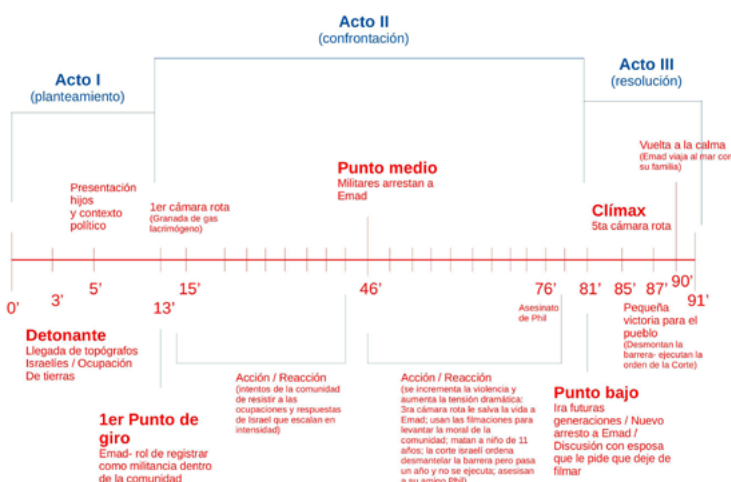 Acto II
(confrontación)
Acto I
(planteamiento)
Acto III
(resolución)
Vuelta a la calma
(Emad viaja al mar con
su familia)
Punto medio
Militares arrestan a
Emad
Presentación
hijos
y contexto
político
1er cámara rota
(Granada de gas
lacrimógeno)
Clímax
5ta cámara rota
0'
3'
5'
13'
15'
46'
76'
81'
85'
87'
90'
91'
Asesinato
de Phil
Pequeña
victoria para el
pueblo
(Desmontan la
barrera- ejecutan la
orden de la Corte)
Detonante
Llegada de topógrafos
Israelíes / Ocupación
De tierras
1er Punto de
giro
Emad- rol de registrar
como militancia dentro
de la comunidad
Acción / Reacción
(intentos de la comunidad
de resistir a las
ocupaciones y respuestas
de Israel que escalan en
intensidad)
Acción / Reacción
(se incrementa la violencia y
aumenta la tensión dramática:
3ra cámara rota le salva la vida a
Emad; usan las filmaciones para
levantar la moral de la
comunidad; matan a niño de 11
años; la corte israelí ordena
desmantelar la barrera pero pasa
un año y no se ejecuta; asesisan
a su amigo Phil)
Punto bajo
Ira futuras
generaciones / Nuevo
arresto a Emad /
Discusión con esposa
que le pide que deje de
filmar